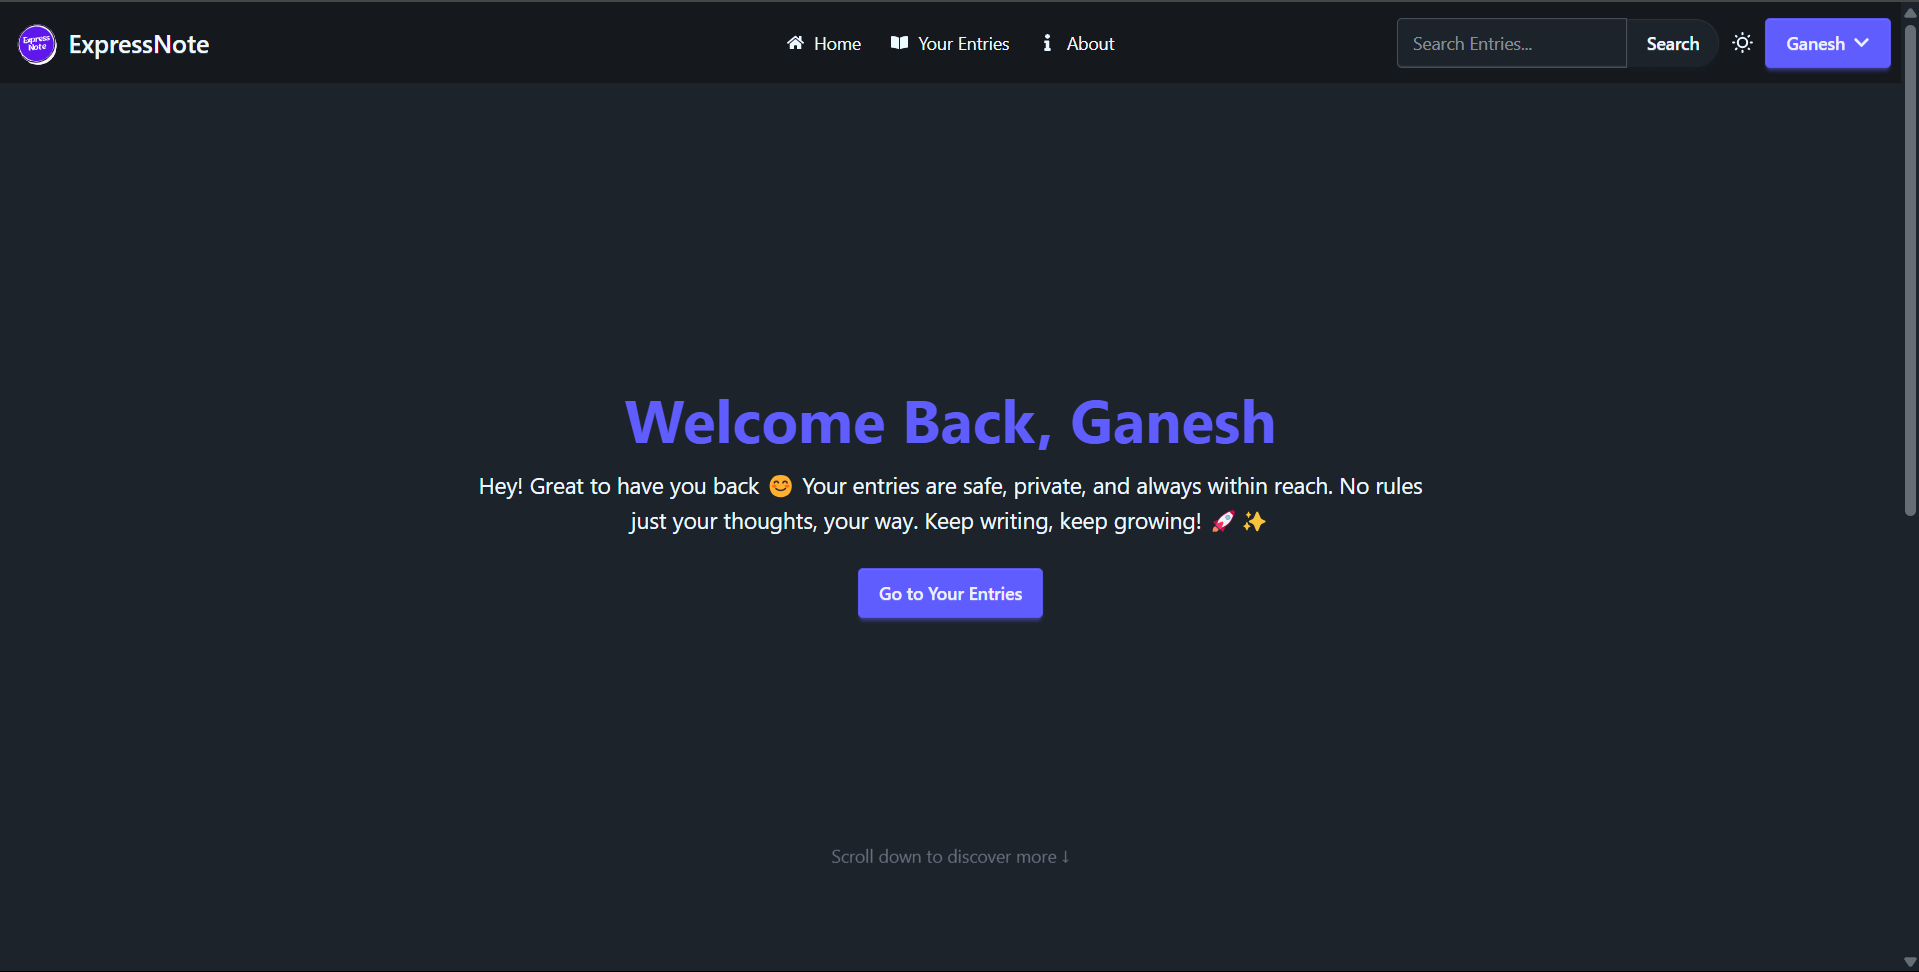 Express
Note
ExpressNote
Home
Your Entries
About
Search Entries...
Search
Ganesh
Welcome Back, Ganesh
Hey! Great to have you back 😊 Your entries are safe, private, and always within reach. No rules
just your thoughts, your way. Keep writing, keep growing! 🚀 ✨
Go to Your Entries
Scroll down to discover more ↓